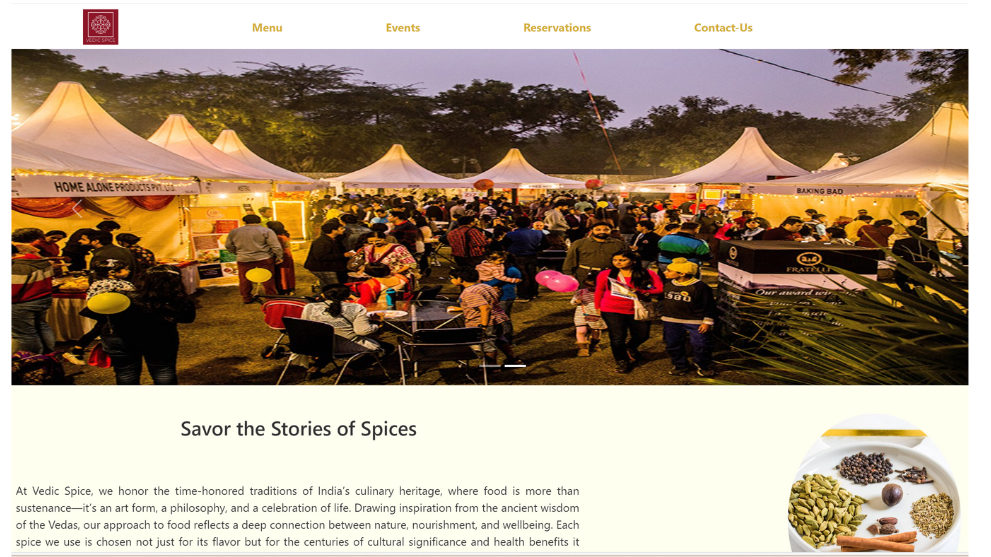 VEDIC SPICE
Menu
Events
Reservations
Contact-Us
HOME ALONE PRODUCTS PVT. LTD.
BAKING BAD
FRATELLI
Our award
Savor the Stories of Spices
At Vedic Spice, we honor the time-honored traditions of India's culinary heritage, where food is more than
sustenance—it's an art form, a philosophy, and a celebration of life. Drawing inspiration from the ancient wisdom
of the Vedas, our approach to food reflects a deep connection between nature, nourishment, and wellbeing. Each
spice we use is chosen not just for its flavor but for the centuries of cultural significance and health benefits it